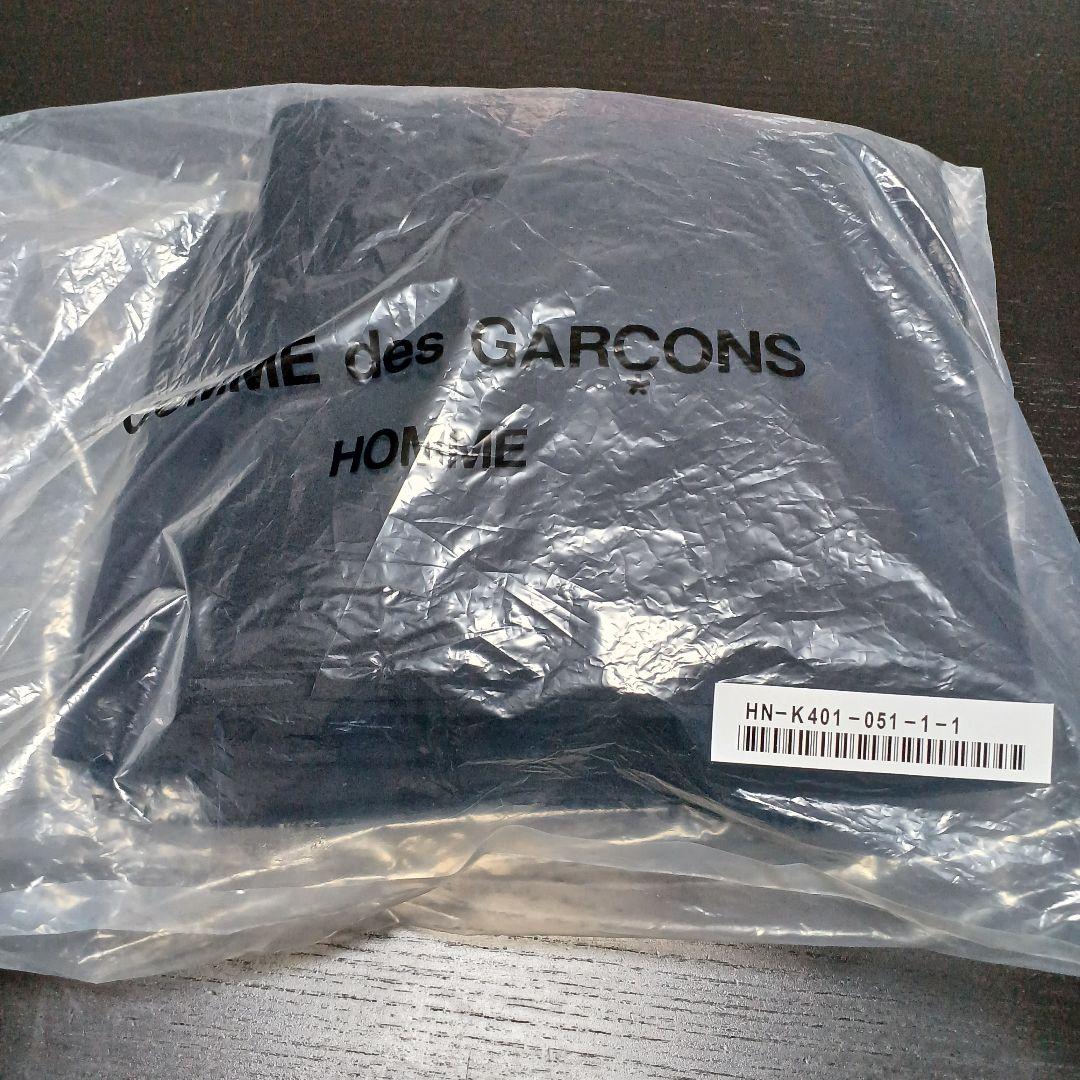 COMME des GARÇONS
HOMME
HN-K401-051-1-1